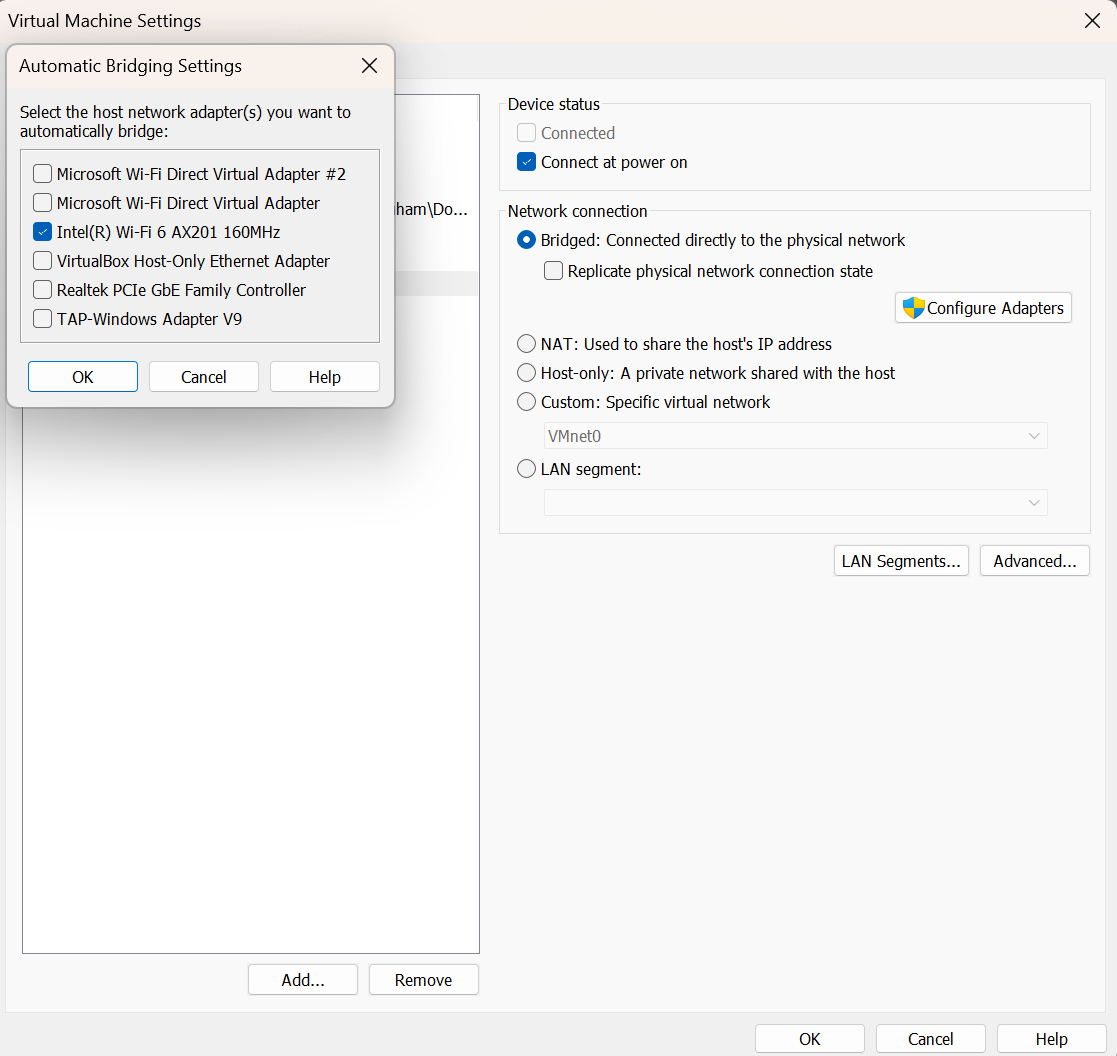 Virtual Machine Settings
Automatic Bridging Settings
Select the host network adapter(s) you want to
automatically bridge:
Microsoft Wi-Fi Direct Virtual Adapter #2
Microsoft Wi-Fi Direct Virtual Adapter
Intel(R) Wi-Fi 6 AX201 160MHz
VirtualBox Host-Only Ethernet Adapter
Realtek PCIe GbE Family Controller
TAP-Windows Adapter V9
OK Cancel Help
ham\Do...
Add... Remove
Device status
Connected
Connect at power on
Network connection
Bridged: Connected directly to the physical network
Replicate physical network connection state
Configure Adapters
NAT: Used to share the host's IP address
Host-only: A private network shared with the host
Custom: Specific virtual network
VMnet0
LAN segment:
LAN Segments... Advanced...
OK Cancel Help